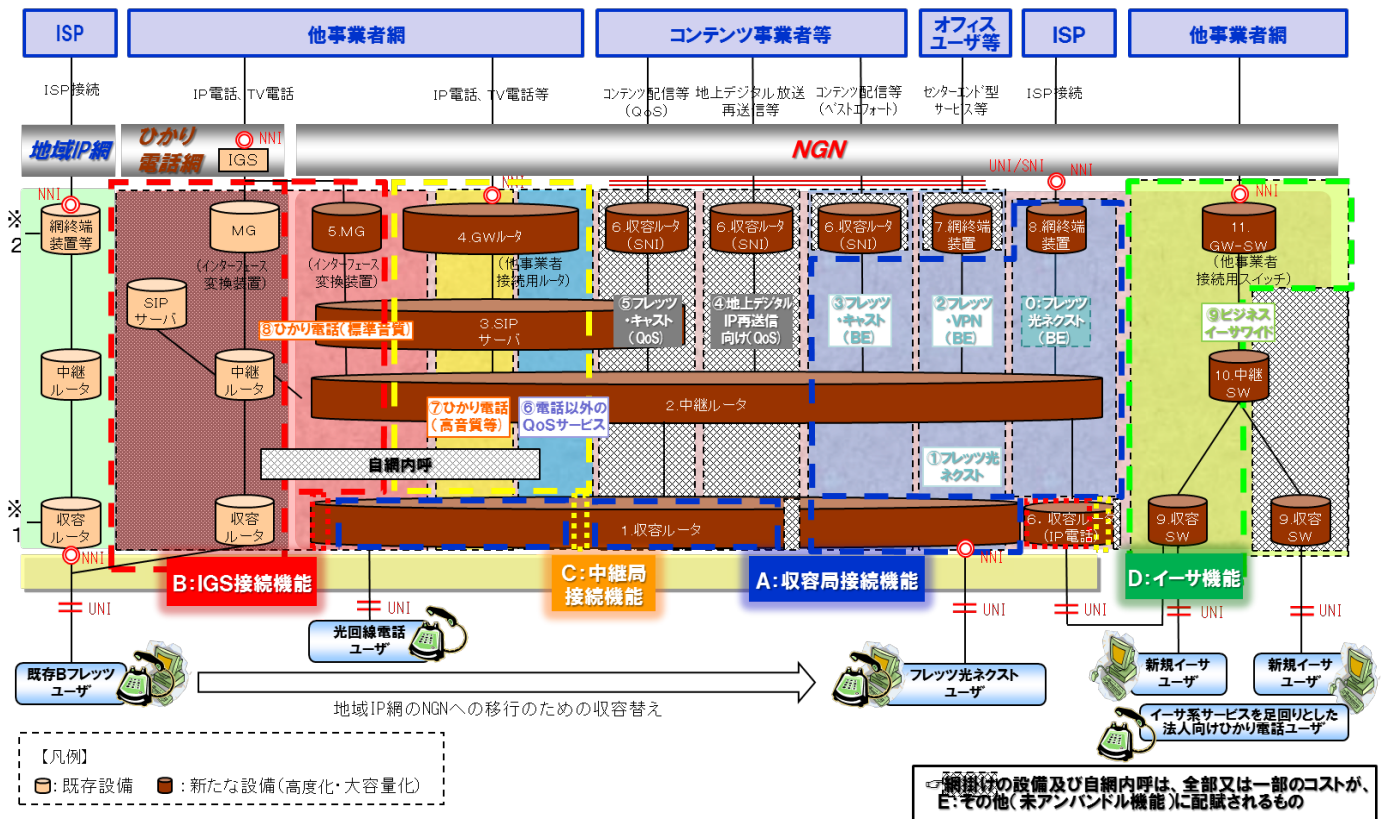 ISP
他事業者網
コンテンツ事業者等
オフィス
ユーザ等
ISP
他事業者網
ISP接続
IP電話、TV電話
IP電話、TV電話等
コンテンツ配信等
(QoS)
地上デジタル放送
再送信等
コンテンツ配信等
(ベストエフォート)
センターエンド型
サービス等
ISP接続
地域IP網
ひかり
電話網
NNI
IGS
NGN
UNI/SNI
NNI
NNI
NNI
NNI
※
2
網終端
装置等
MG
(インターフェース
変換装置)
5.MG
(インターフェース
変換装置)
4.GWルータ
(他事業者
接続用ルータ)
6.収容ルータ
(SNI)
6.収容ルータ
(SNI)
6.収容ルータ
(SNI)
7.網終端
装置
8.網終端
装置
11.
GW-SW
(他事業者
接続用スイッチ)
SIP
サーバ
⑧ひかり電話(標準音質)
3.SIP
サーバ
⑤フレッツ
・キャスト
(QoS)
④地上デジタル
IP再送信
向け(QoS)
③フレッツ
・キャスト
(BE)
②フレッツ
・VPN
(BE)
0:フレッツ
光ネクスト
(BE)
⑨ビジネス
イーサワイド
中継
ルータ
中継
ルータ
2.中継ルータ
10.中継
SW
⑦ひかり電話
(高音質等)
⑥電話以外の
QoSサービス
自網内呼
①フレッツ光
ネクスト
※
1
収容
ルータ
収容
ルータ
1.収容ルータ
6.収容ルータ
(IP電話)
9.収容
SW
9.収容
SW
NNI
NNI
B:IGS接続機能
C:中継局
接続機能
A:収容局接続機能
D:イーサ機能
UNI
UNI
UNI
UNI
UNI
UNI
光回線電話
ユーザ
既存Bフレッツ
ユーザ
フレッツ光ネクスト
ユーザ
新規イーサ
ユーザ
新規イーサ
ユーザ
地域IP網のNGNへの移行のための収容替え
イーサ系サービスを足回りとした
法人向けひかり電話ユーザ
【凡例】
:既存設備 :新たな設備(高度化・大容量化)
☞網掛けの設備及び自網内呼は、全部又は一部のコストが、
E:その他(未アンバンドル機能)に配賦されるもの